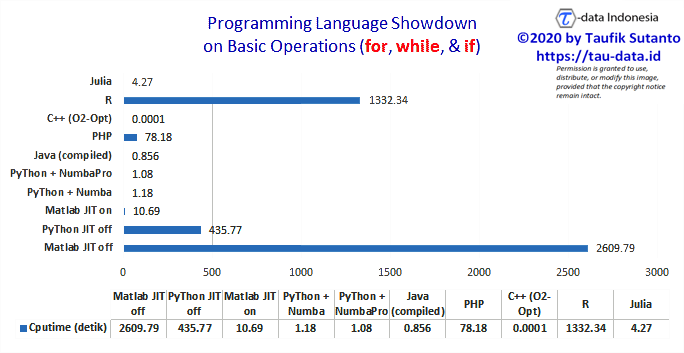 Programming Language Showdown
on Basic Operations (for, while, & if)
τ-data Indonesia
©2020 by Taufik Sutanto
https://tau-data.id
Permission is granted to use,
distribute, or modify this image,
provided that the copyright notice
remain intact.
Julia 4.27
R 1332.34
C++ (O2-Opt) 0.0001
PHP 78.18
Java (compiled) 0.856
PyThon + NumbaPro 1.08
PyThon + Numba 1.18
Matlab JIT on 10.69
PyThon JIT off 435.77
Matlab JIT off 2609.79
0 500 1000 1500 2000 2500 3000
Matlab JIT off PyThon JIT off Matlab JIT on PyThon + Numba PyThon + NumbaPro Java (compiled) PHP C++ (O2-Opt) R Julia
Cputime (detik) 2609.79 435.77 10.69 1.18 1.08 0.856 78.18 0.0001 1332.34 4.27